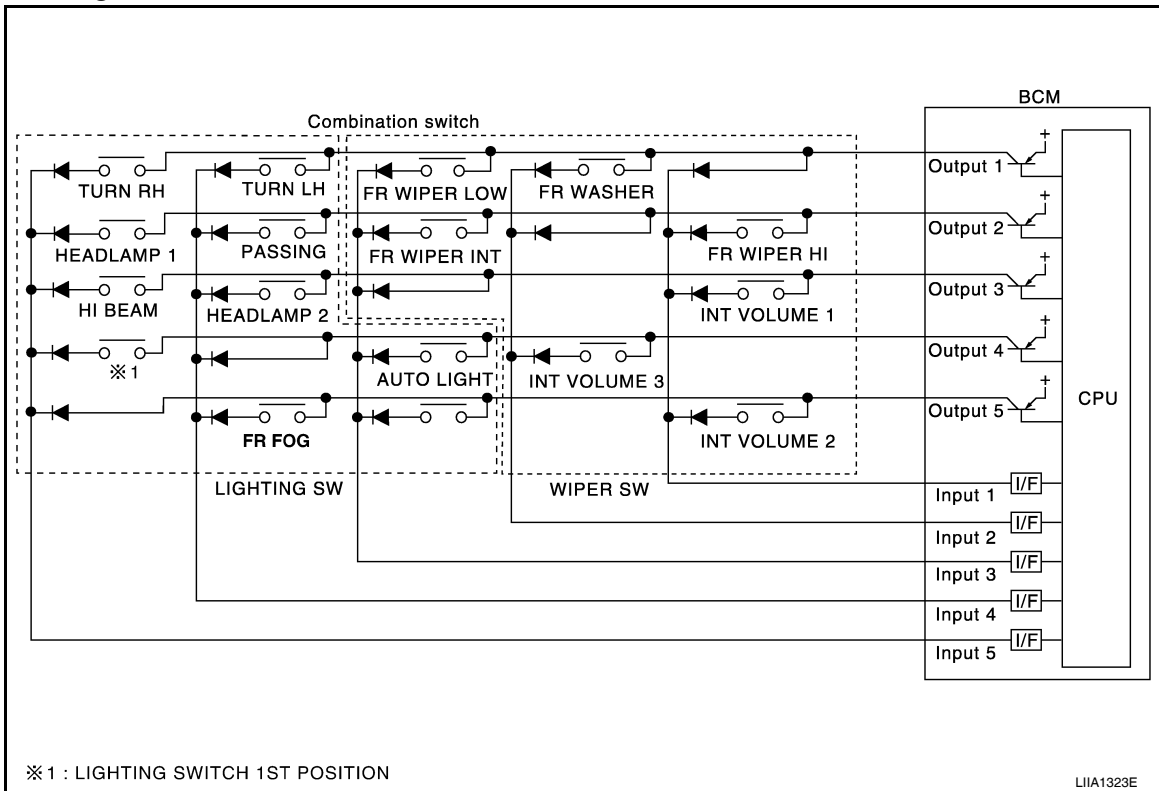 BCM
Combination switch
Output 1
TURN RH
TURN LH
FR WIPER LOW
FR WASHER
Output 2
HEADLAMP 1
PASSING
FR WIPER INT
FR WIPER HI
Output 3
HI BEAM
HEADLAMP 2
INT VOLUME 1
Output 4
※1
AUTO LIGHT
INT VOLUME 3
CPU
Output 5
FR FOG
INT VOLUME 2
LIGHTING SW
WIPER SW
Input 1
I/F
Input 2
I/F
Input 3
I/F
Input 4
I/F
Input 5
I/F
※1 : LIGHTING SWITCH 1ST POSITION
LIIA1323E